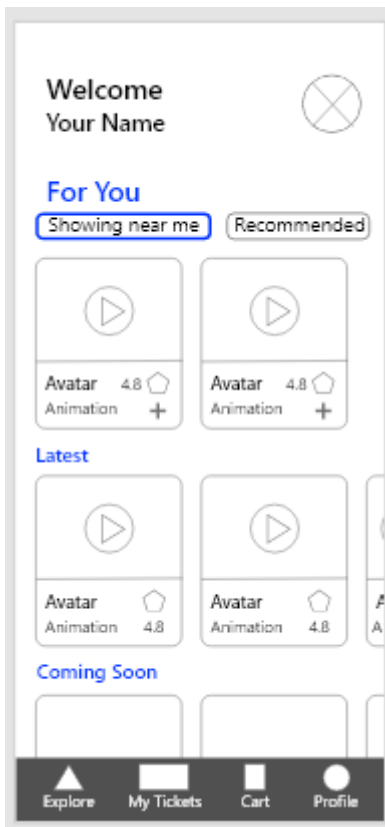 Welcome
Your Name
For You
Showing near me Recommended
Avatar 4.8 Avatar 4.8
Animation + Animation +
Latest
Avatar Avatar
Animation 4.8 Animation 4.8
Coming Soon
Explore My Tickets Cart Profile